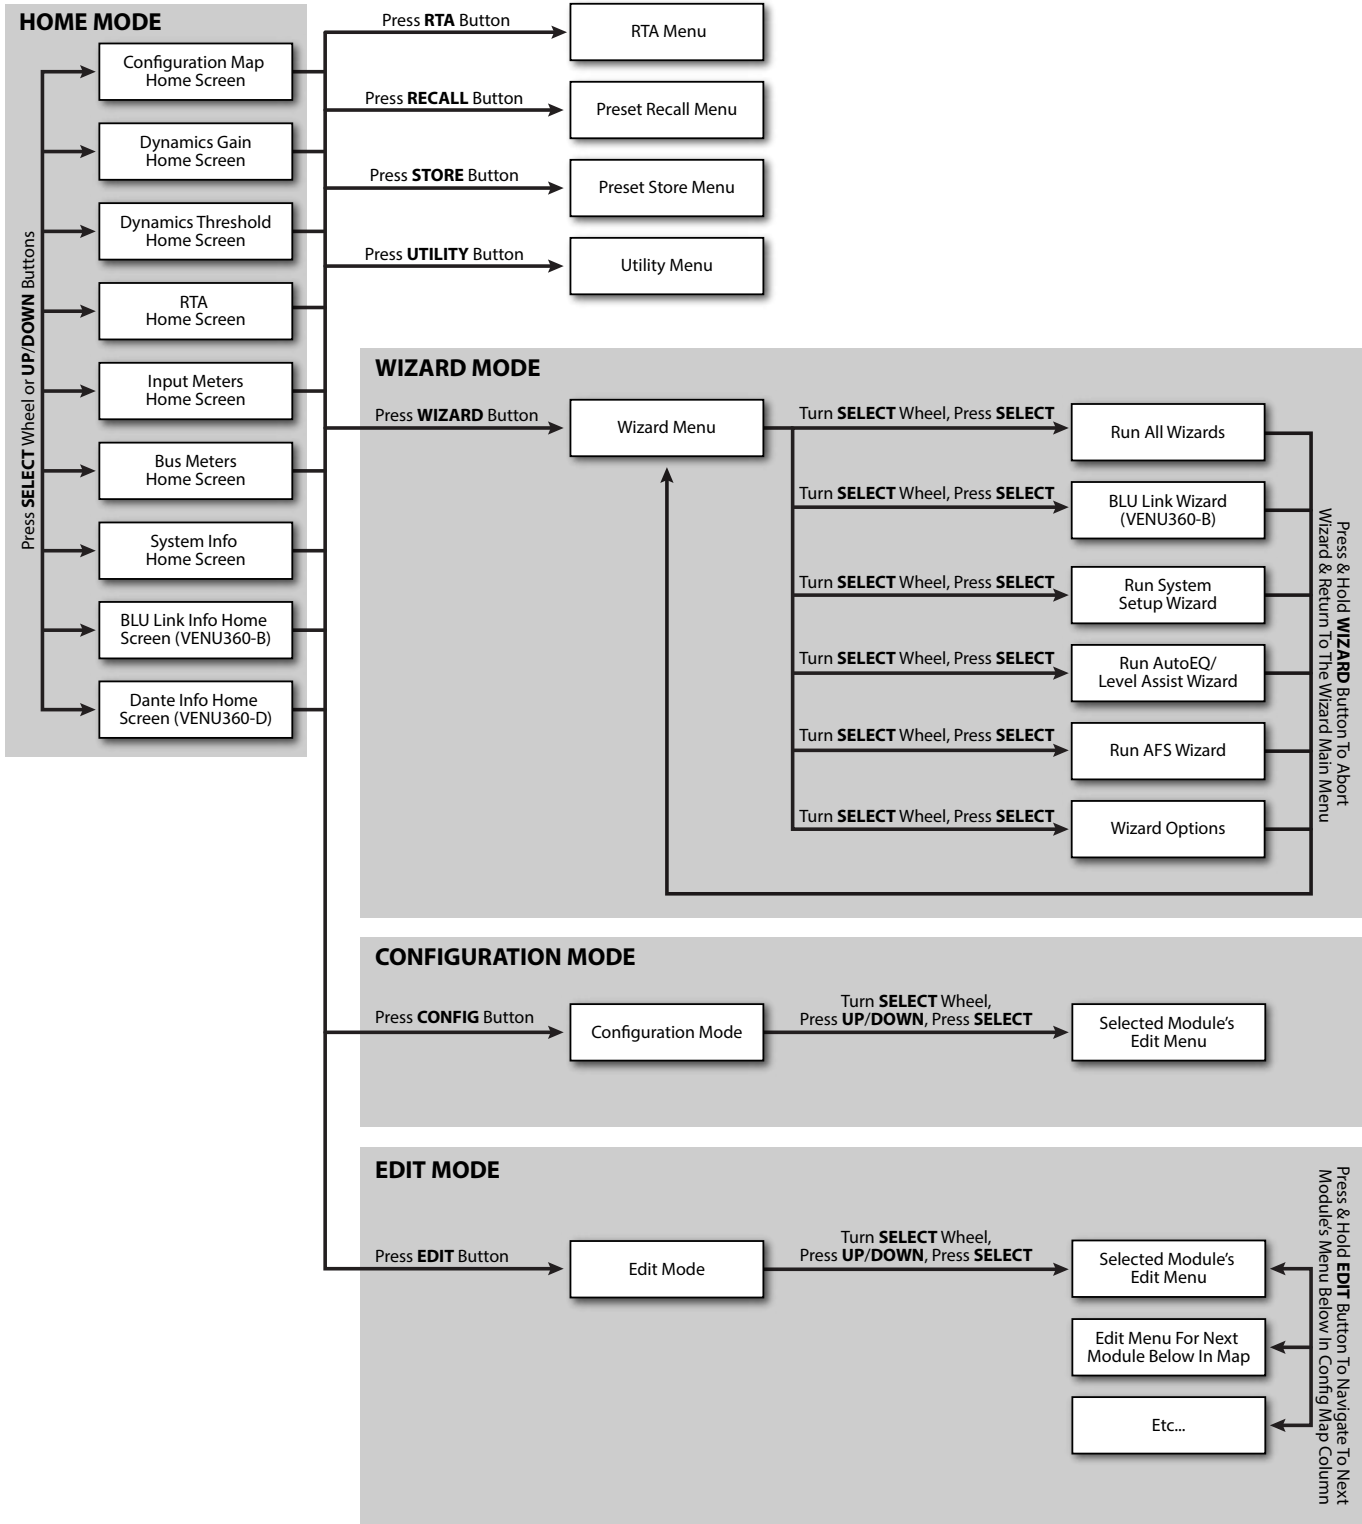 HOME MODE
Configuration Map
Home Screen
Dynamics Gain
Home Screen
Dynamics Threshold
Home Screen
RTA
Home Screen
Input Meters
Home Screen
Bus Meters
Home Screen
System Info
Home Screen
BLU Link Info Home
Screen (VENU360-B)
Dante Info Home
Screen (VENU360-D)
Press SELECT Wheel or UP/DOWN Buttons
Press RTA Button
RTA Menu
Press RECALL Button
Preset Recall Menu
Press STORE Button
Preset Store Menu
Press UTILITY Button
Utility Menu
WIZARD MODE
Press WIZARD Button
Wizard Menu
Turn SELECT Wheel, Press SELECT
Run All Wizards
Turn SELECT Wheel, Press SELECT
BLU Link Wizard
(VENU360-B)
Turn SELECT Wheel, Press SELECT
Run System
Setup Wizard
Turn SELECT Wheel, Press SELECT
Run AutoEQ/
Level Assist Wizard
Turn SELECT Wheel, Press SELECT
Run AFS Wizard
Turn SELECT Wheel, Press SELECT
Wizard Options
Press & Hold WIZARD Button To Abort
Wizard & Return To The Wizard Main Menu
CONFIGURATION MODE
Press CONFIG Button
Configuration Mode
Turn SELECT Wheel,
Press UP/DOWN, Press SELECT
Selected Module's
Edit Menu
EDIT MODE
Press EDIT Button
Edit Mode
Turn SELECT Wheel,
Press UP/DOWN, Press SELECT
Selected Module's
Edit Menu
Edit Menu For Next
Module Below In Map
Etc...
Press & Hold EDIT Button To Navigate To Next
Module's Menu Below In Config Map Column